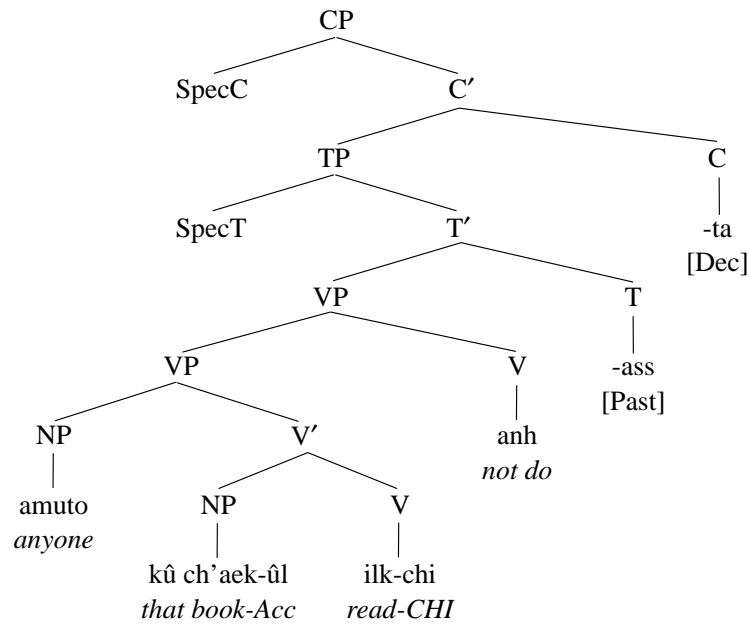 CP
SpecC C′
TP C
SpecT T′ -ta
[Dec]
VP T
VP V -ass
[Past]
NP V′ anh
not do
amuto NP V
anyone
kû ch’aek-ûl ilk-chi
that book-Acc read-CHI